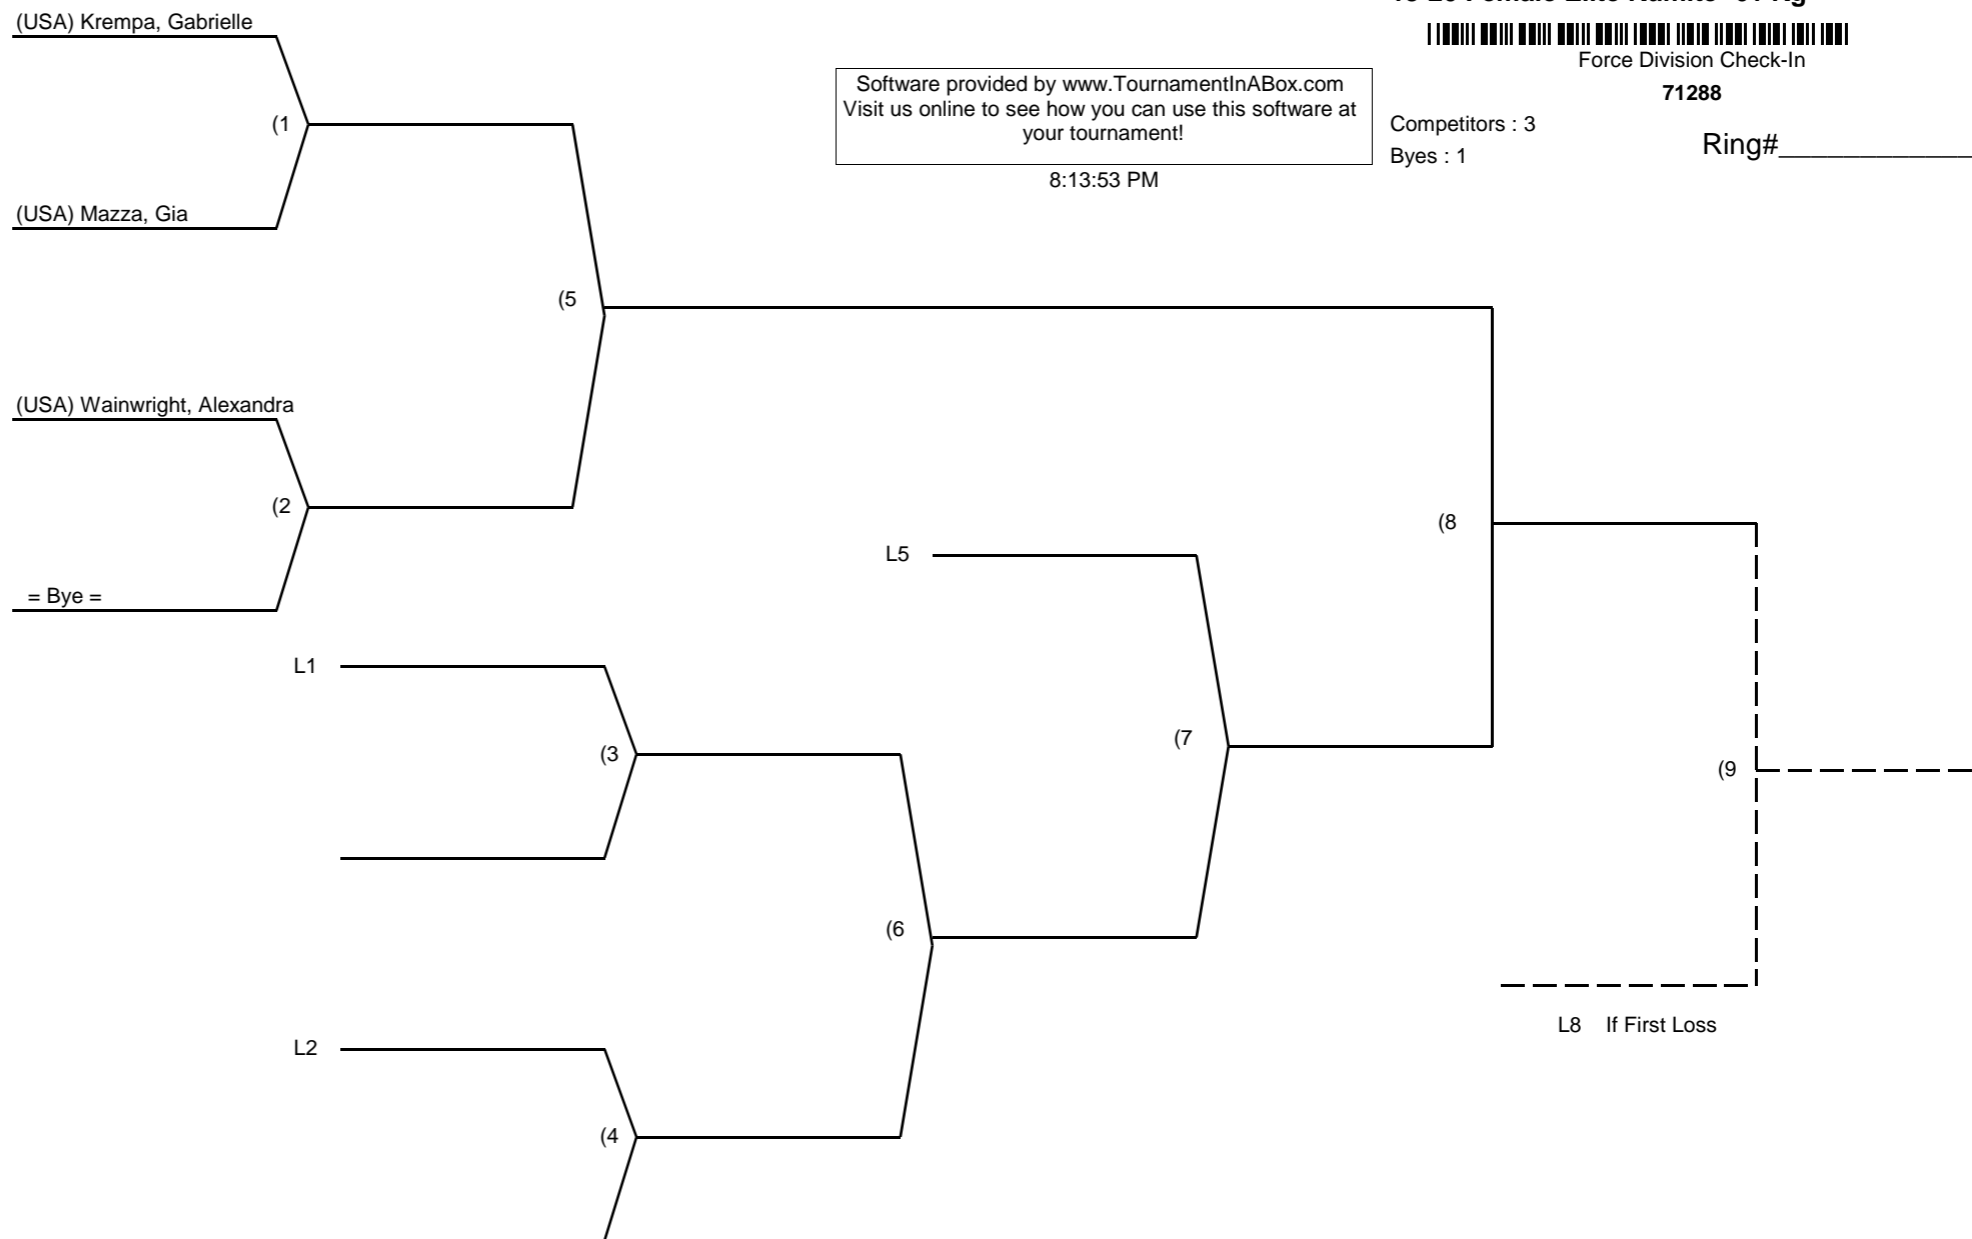 (USA) Krempa, Gabrielle
Software provided by www.TournamentInABox.com
Visit us online to see how you can use this software at
your tournament!
8:13:53 PM
Force Division Check-In
71288
Competitors : 3
Byes : 1
Ring#
(1
(USA) Mazza, Gia
(5
(USA) Wainwright, Alexandra
(2
(8
L5
= Bye =
L1
(7
(3
(9
(6
L8 If First Loss
L2
(4